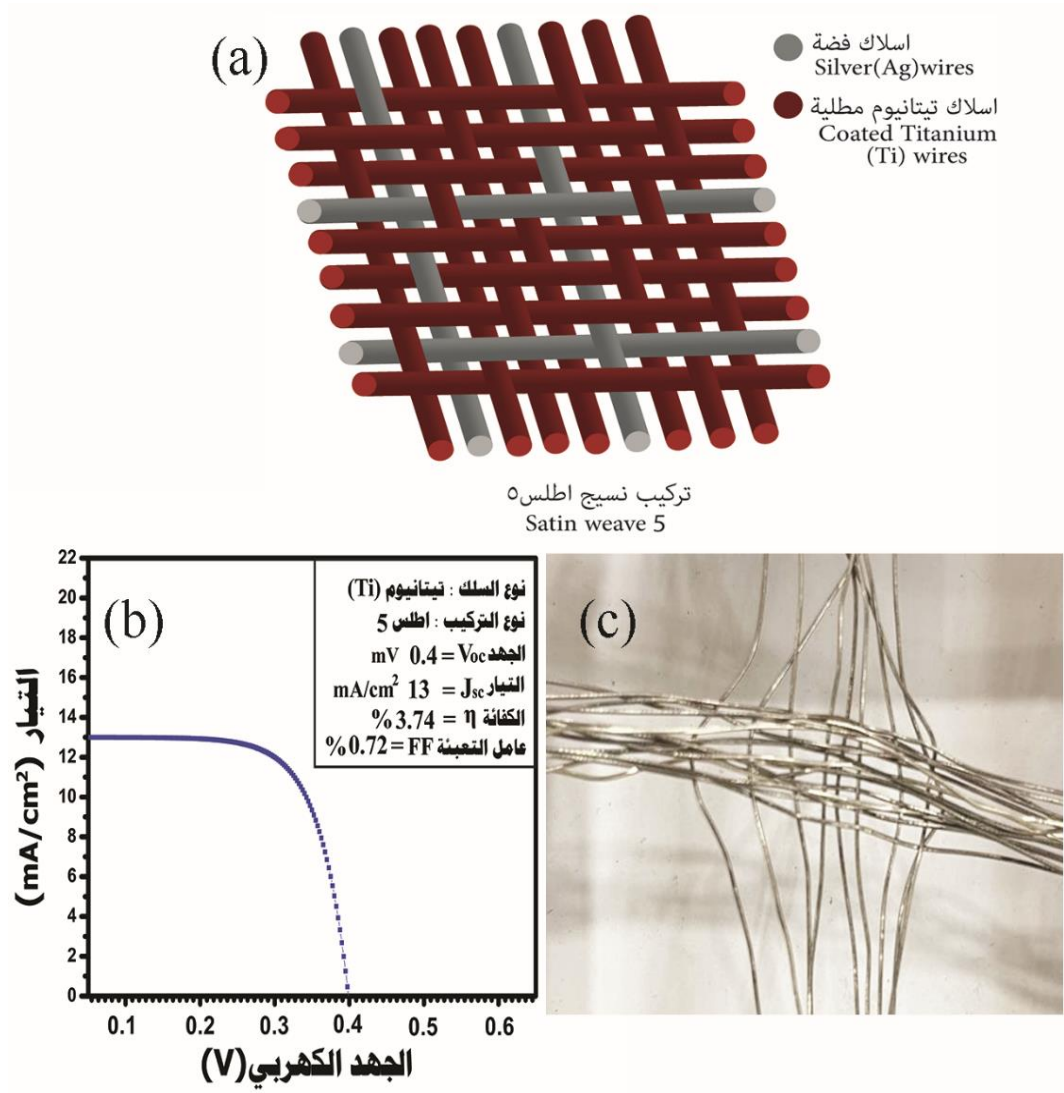 (a)
اسلاك فضة
Silver(Ag)wires
اسلاك تيتانيوم مطلية
Coated Titanium
(Ti) wires
تركيب نسيج اطلس٥
Satin weave 5
(b)
نوع السلك : تيتانيوم (Ti)
نوع التركيب : اطلس 5
الجهد Voc = 0.4 mV
التيار Jsc = 13 mA/cm²
الكفائة η = 3.74 %
عامل التعبئة FF = 0.72 %
22
20
18
16
14
12
10
8
6
4
2
0
التيار (mA/cm²)
0.1 0.2 0.3 0.4 0.5 0.6
الجهد الكهربي(V)
(c)